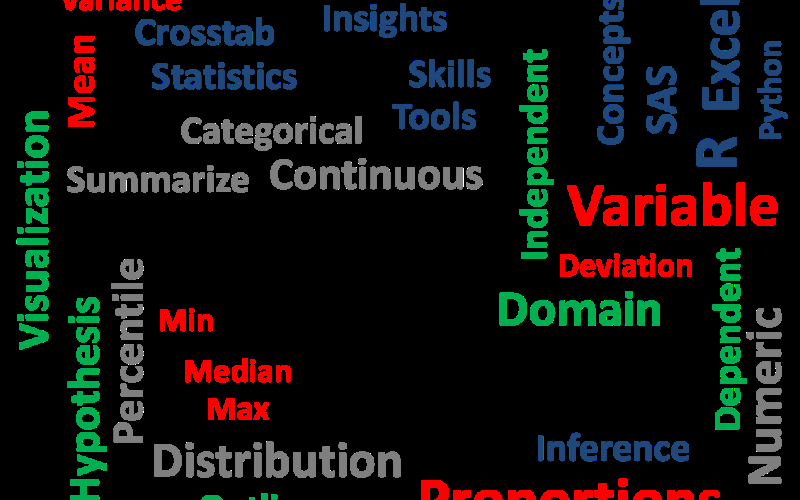 Variance
Crosstab
Insights
Mean
Statistics
Skills
Concepts
SAS
Excel
R
Python
Tools
Categorical
Independent
Visualization
Summarize
Continuous
Variable
Deviation
Percentile
Min
Domain
Dependent
Hypothesis
Numeric
Median
Max
Distribution
Inference
Proportions